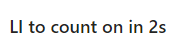 LI to count on in 2s